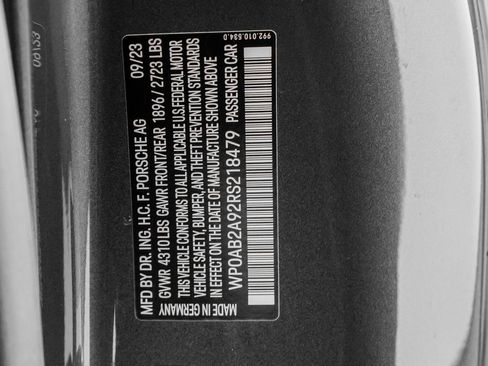 MFD BY DR. ING. H.C. F. PORSCHE AG 09/23
GVWR 4310 LBS GAWR FRONT/REAR 1896 / 2723 LBS
THIS VEHICLE CONFORMS TO ALL APPLICABLE U.S.FEDERAL MOTOR
VEHICLE SAFETY, BUMPER, AND THEFT PREVENTION STANDARDS
IN EFFECT ON THE DATE OF MANUFACTURE SHOWN ABOVE
WP0AB2A92RS218479 PASSENGER CAR
MADE IN GERMANY
992.010.534.D